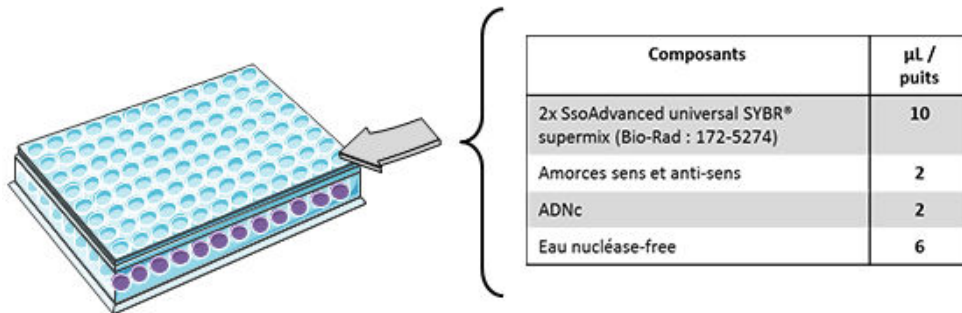 Composants
µL /
puits
2x SsoAdvanced universal SYBR®
supermix (Bio-Rad : 172-5274)
10
Amorces sens et anti-sens
2
ADNc
2
Eau nucléase-free
6